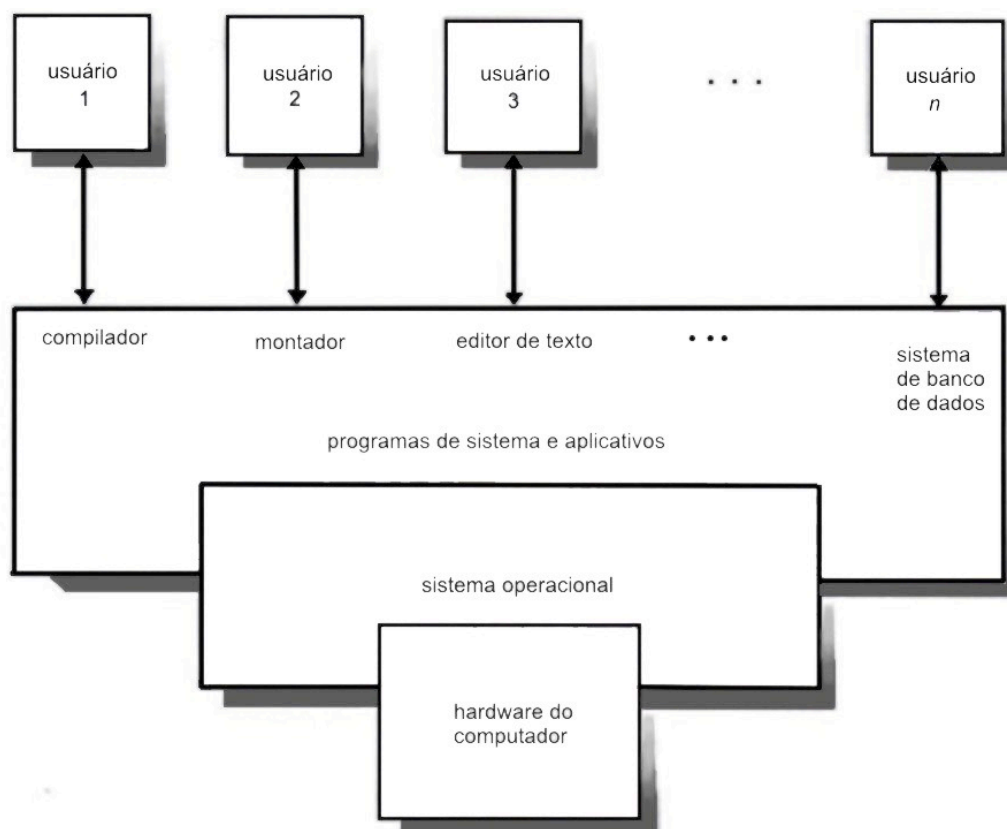 usuário
1
usuário
2
usuário
3
. . .
usuário
n
compilador
montador
editor de texto
...
sistema
de banco
de dados
programas de sistema e aplicativos
sistema operacional
hardware do
computador